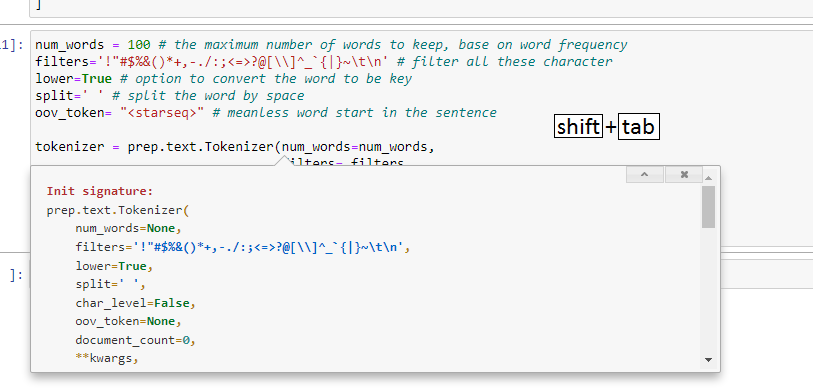 ]
1]: num_words = 100 # the maximum number of words to keep, base on word frequency
filters='!"#$%&()*+,-./:;<=>?@[\\]^_`{|}~\t\n' # filter all these character
lower=True # option to convert the word to be key
split=' ' # split the word by space
oov_token= "<starseq>" # meanless word start in the sentence
shift+tab
tokenizer = prep.text.Tokenizer(num_words=num_words,
filters= filters
Init signature:
prep.text.Tokenizer(
num_words=None,
filters='!"#$%&()*+,-./:;<=>?@[\\]^_`{|}~\t\n',
lower=True,
split=' ',
]:
char_level=False,
oov_token=None,
document_count=0,
**kwargs,